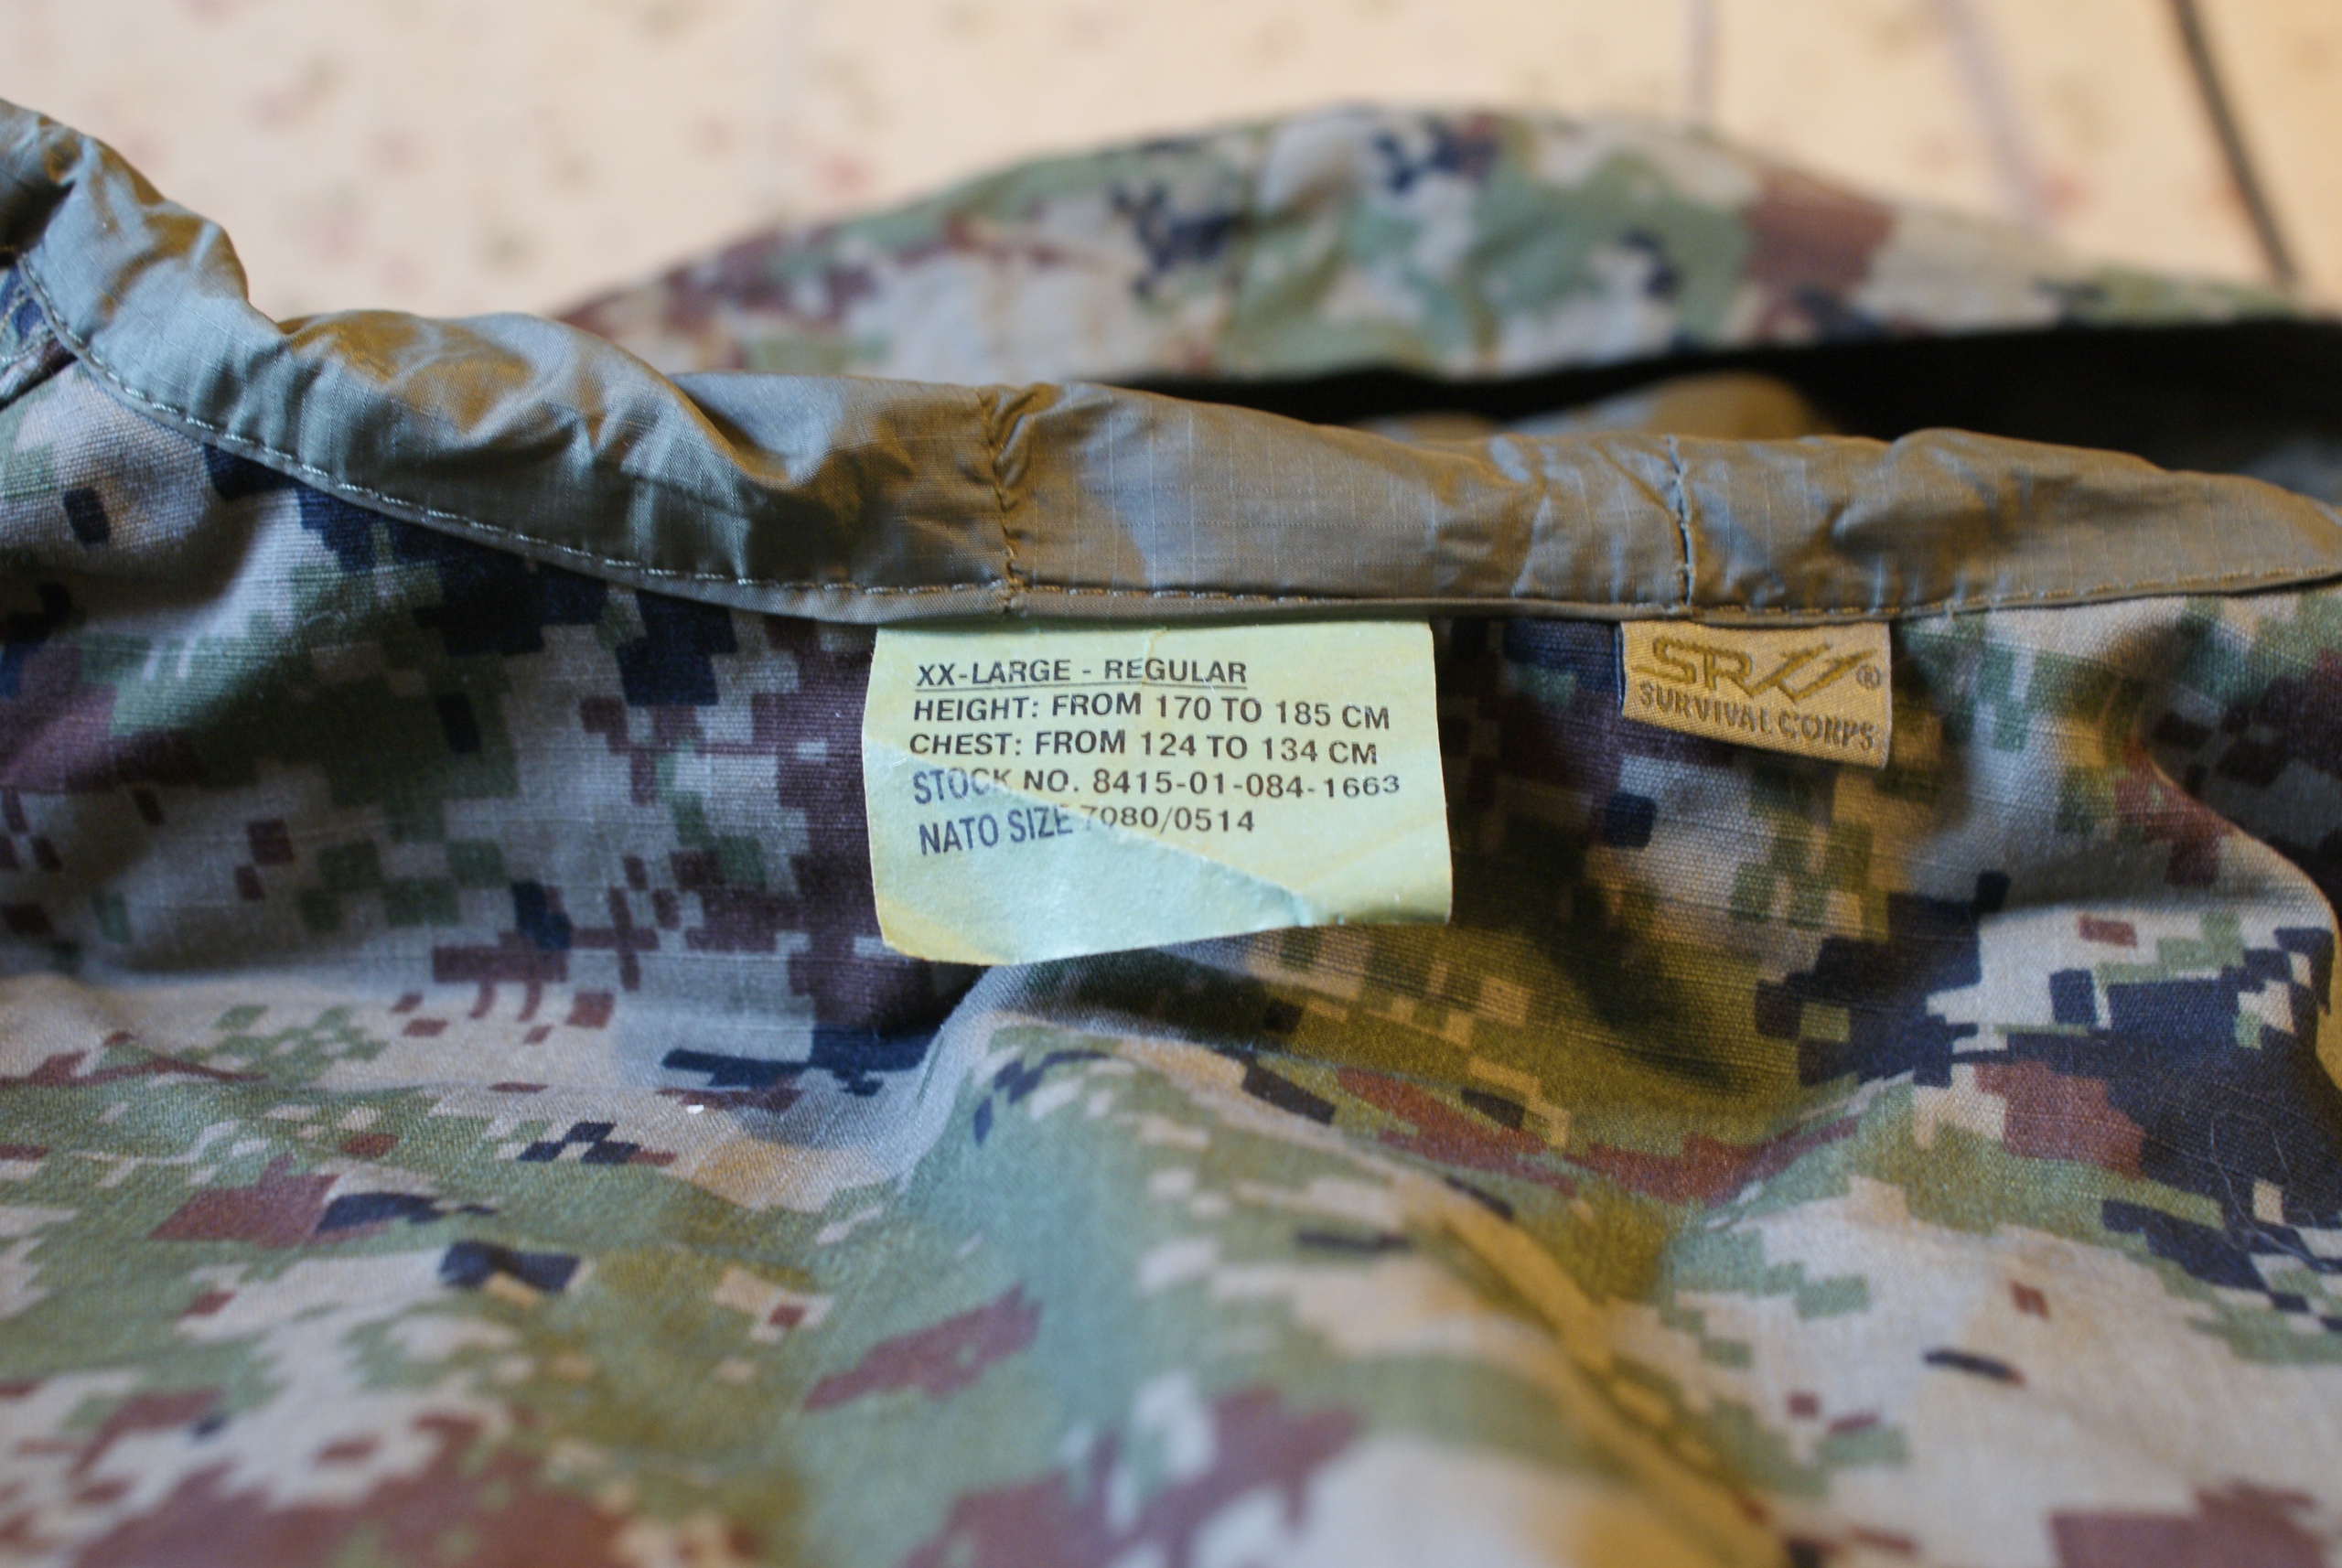 XX-LARGE - REGULAR
HEIGHT: FROM 170 TO 185 CM
CHEST: FROM 124 TO 134 CM
STOCK NO. 8415-01-084-1663
NATO SIZE 7080/0514
SRVV®
SURVIVAL CORPS